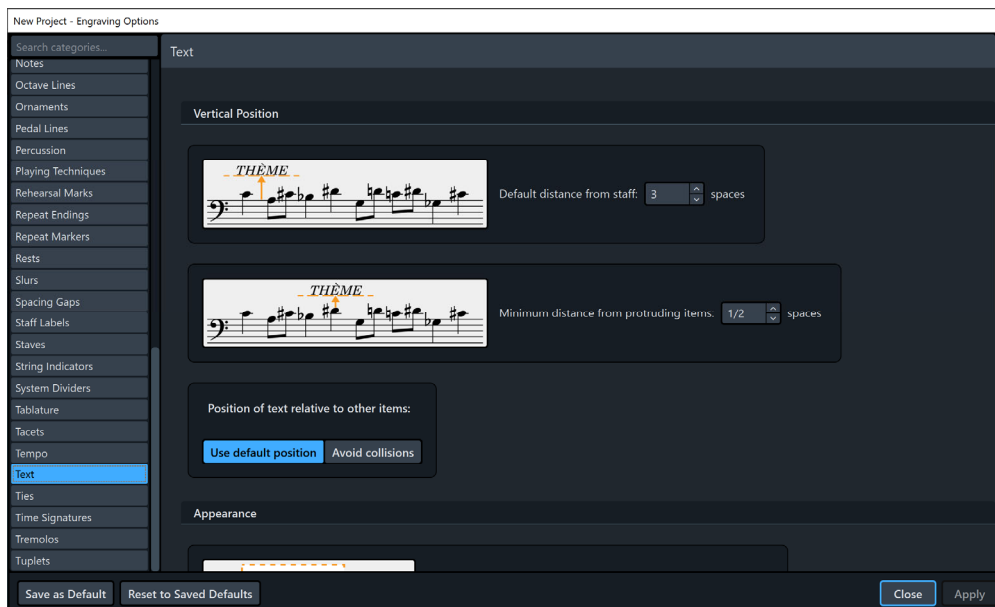 New Project - Engraving Options
Search categories...
Text
Notes
Octave Lines
Ornaments
Pedal Lines
Percussion
Playing Techniques
Rehearsal Marks
Repeat Endings
Repeat Markers
Rests
Slurs
Spacing Gaps
Staff Labels
Staves
String Indicators
System Dividers
Tablature
Tacets
Tempo
Text
Ties
Time Signatures
Tremolos
Tuplets
Vertical Position
THÈME
Default distance from staff: 3 spaces
THÈME
Minimum distance from protruding items: 1/2 spaces
Position of text relative to other items:
Use default position Avoid collisions
Appearance
Save as Default Reset to Saved Defaults Close Apply